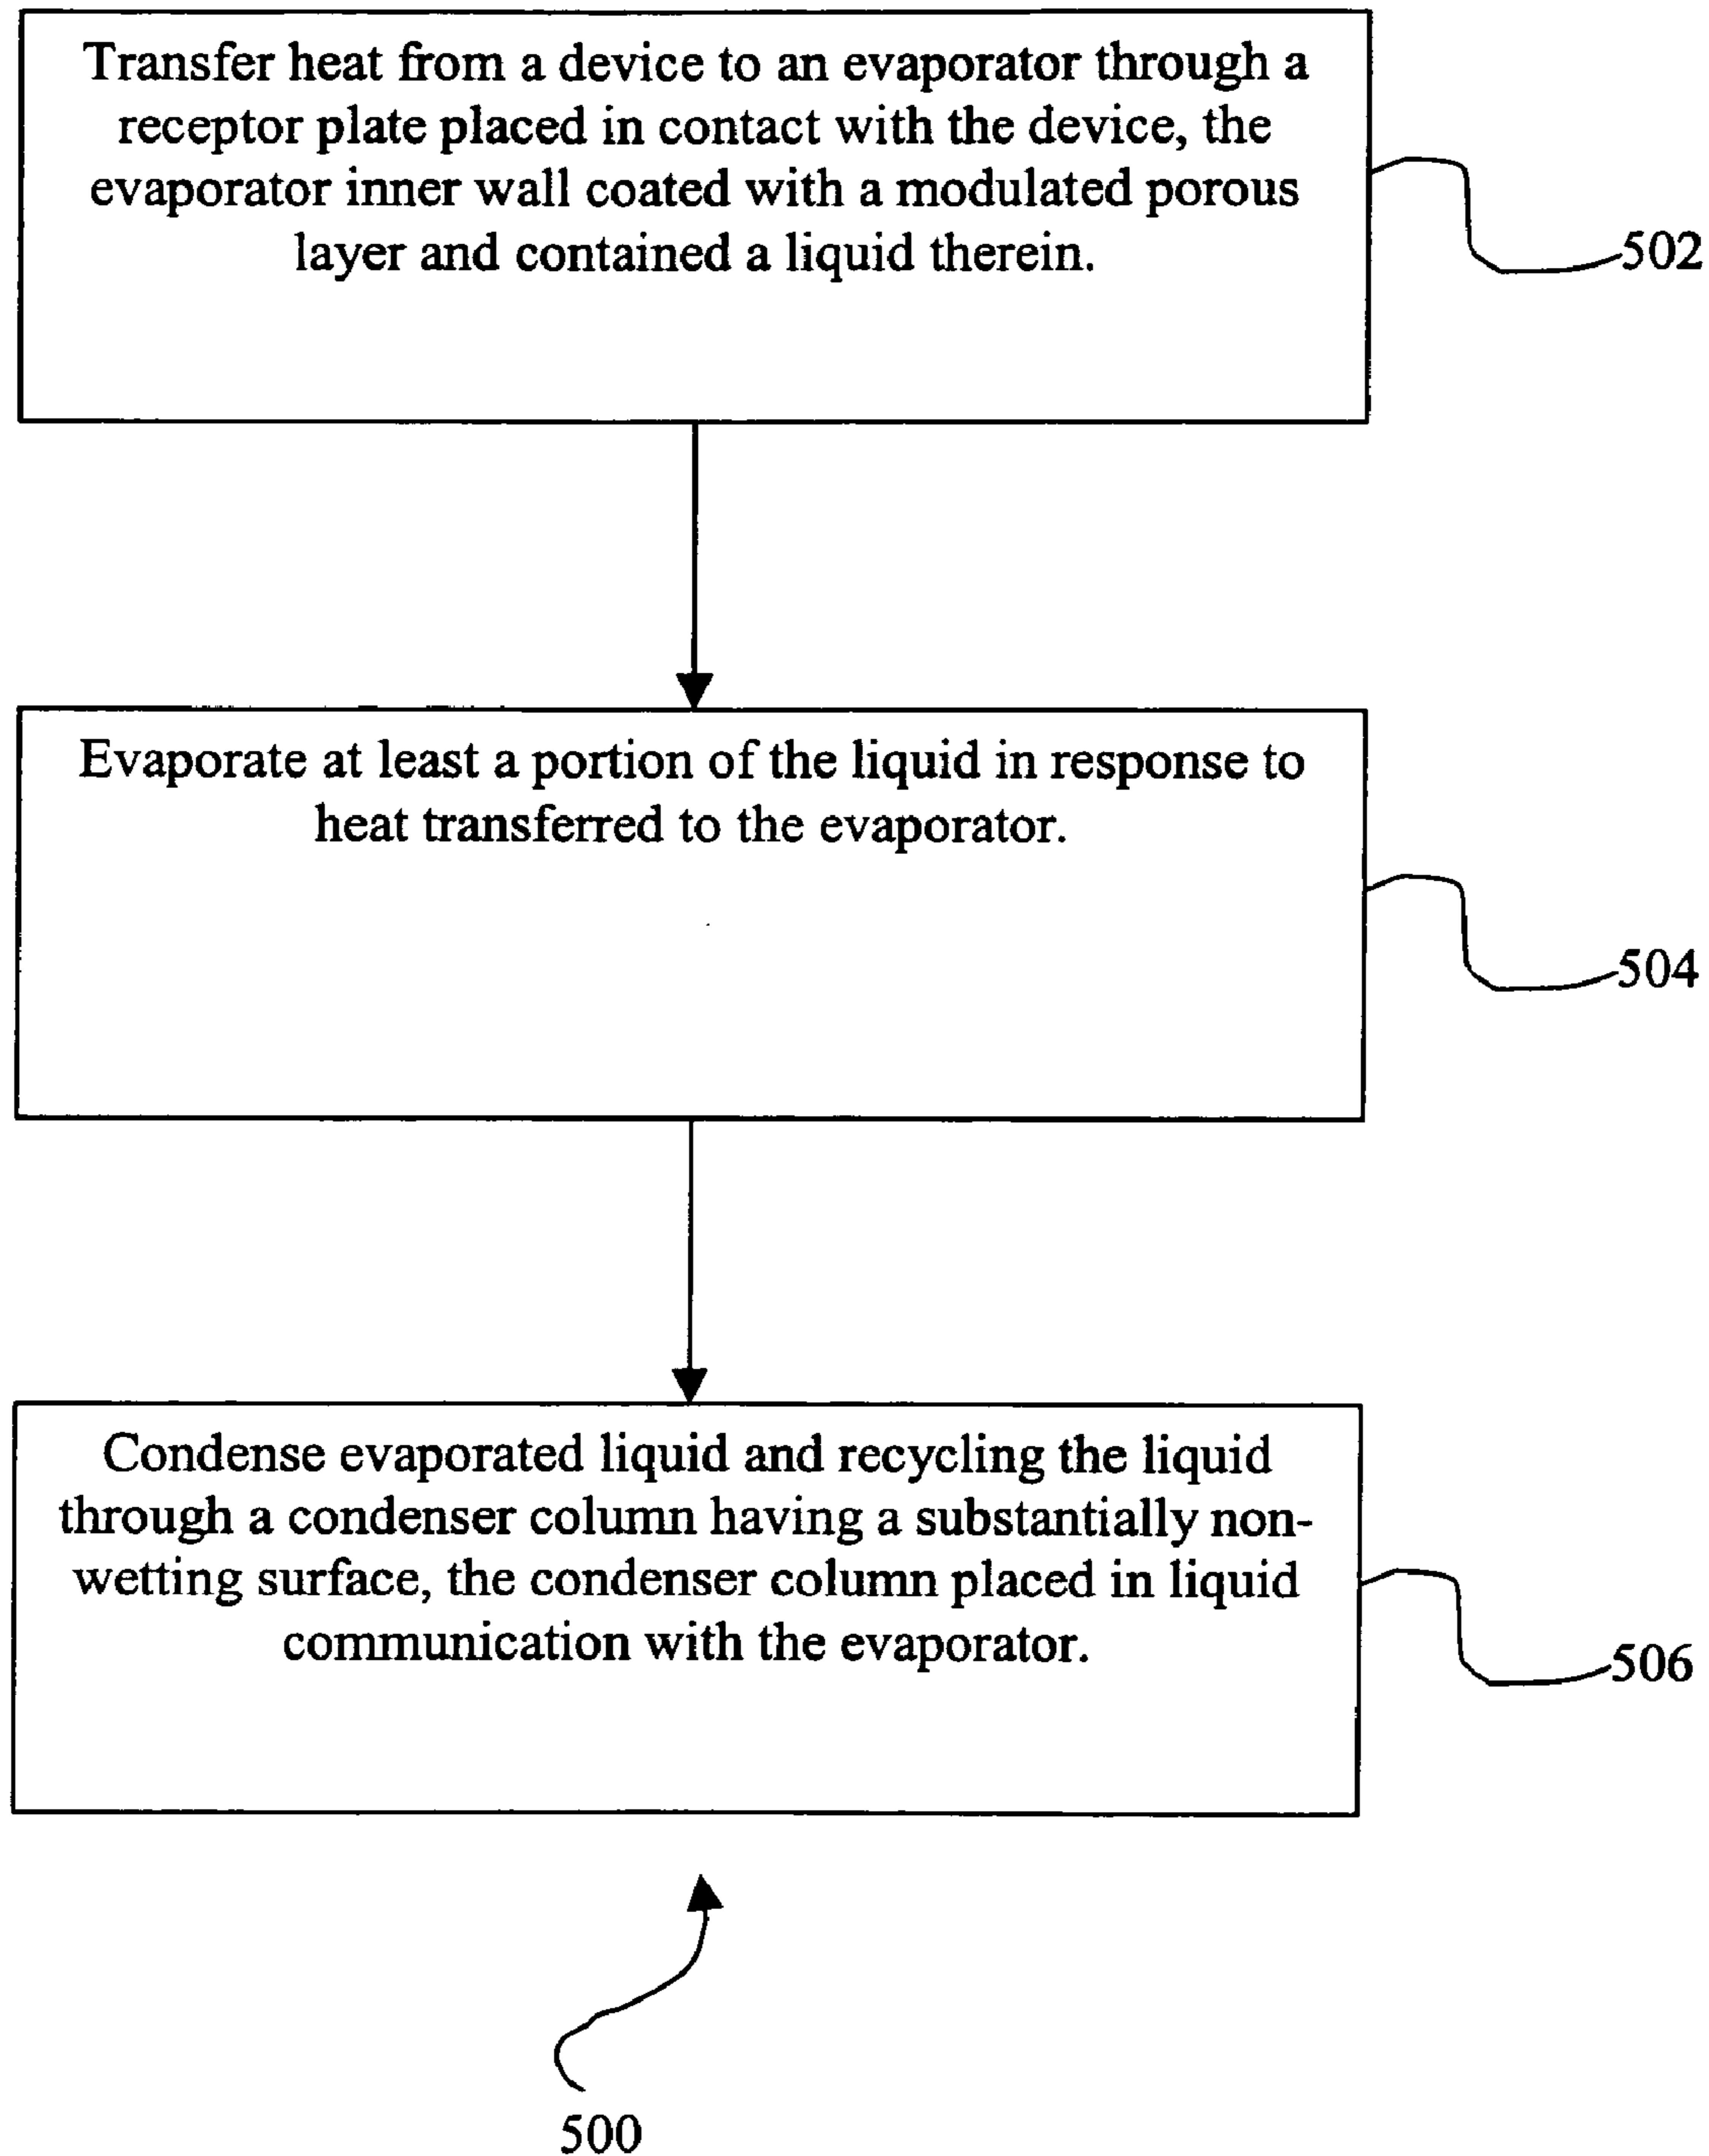 Transfer heat from a device to an evaporator through a
receptor plate placed in contact with the device, the
evaporator inner wall coated with a modulated porous
layer and contained a liquid therein.
502
Evaporate at least a portion of the liquid in response to
heat transferred to the evaporator.
504
Condense evaporated liquid and recycling the liquid
through a condenser column having a substantially non-
wetting surface, the condenser column placed in liquid
communication with the evaporator.
506
500